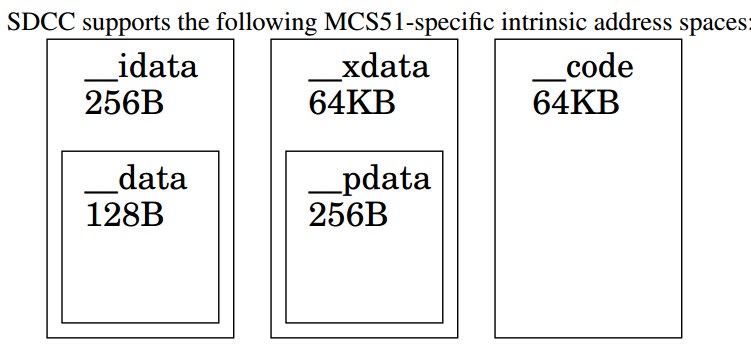 SDCC supports the following MCS51-specific intrinsic address spaces:
__idata
256B
__data
128B
__xdata
64KB
__pdata
256B
__code
64KB